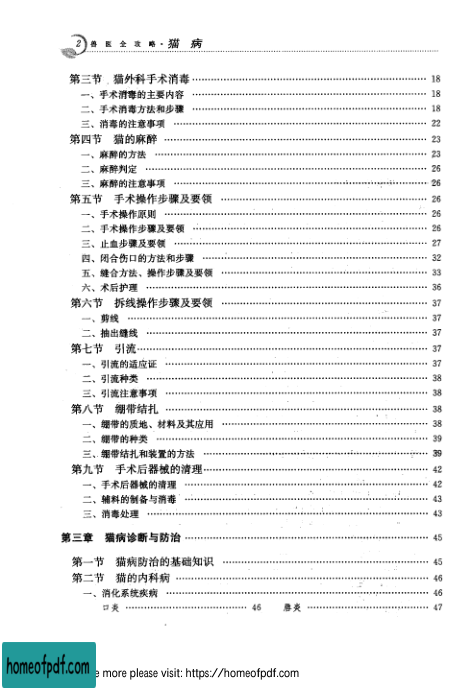 2 兽医全攻略·猫 病
第三节 猫外科手术消毒 18
一、手术消毒的主要内容 18
二、手术消毒方法和步骤 18
三、消毒的注意事项 22
第四节 猫的麻醉 23
一、麻醉的方法 23
二、麻醉判定 26
三、麻醉的注意事项 26
第五节 手术操作步骤及要领 26
一、手术操作原则 26
二、手术操作步骤及要领 26
三、止血步骤及要领 27
四、闭合伤口的方法和步骤 32
五、缝合方法、操作步骤及要领 33
六、术后护理 36
第六节 拆线操作步骤及要领 37
一、剪线 37
二、抽出缝线 37
第七节 引流 37
一、引流的适应证 37
二、引流种类 38
三、引流注意事项 38
第八节 绷带结扎 38
一、绷带的质地、材料及其应用 38
二、绷带的种类 39
三、绷带结扎和装置的方法 39
第九节 手术后器械的清理 42
一、手术后器械的清理 42
二、辅料的制备与消毒 43
三、消毒处理 43
第三章 猫病诊断与防治 45
第一节 猫病防治的基础知识 45
第二节 猫的内科病 46
一、消化系统疾病 46
口炎 46 唇炎 47
homeofpdf.com
e more please visit: https://homeofpdf.com